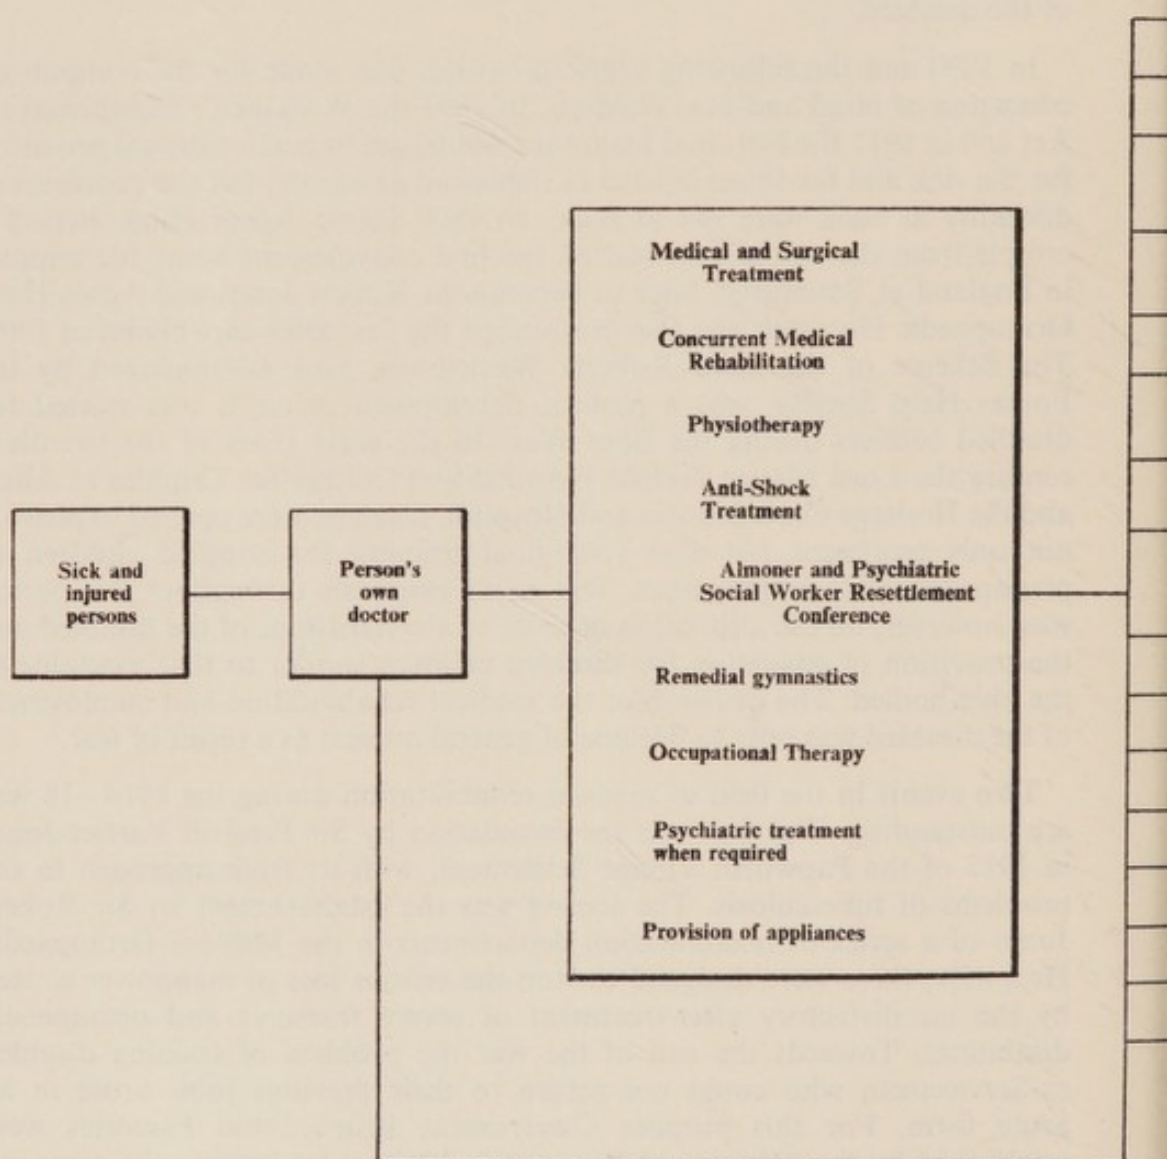 Sick and
injured
persons
Person's
own
doctor
Medical and Surgical
Treatment
Concurrent Medical
Rehabilitation
Physiotherapy
Anti-Shock
Treatment
Almoner and Psychiatric
Social Worker Resettlement
Conference
Remedial gymnastics
Occupational Therapy
Psychiatric treatment
when required
Provision of appliances